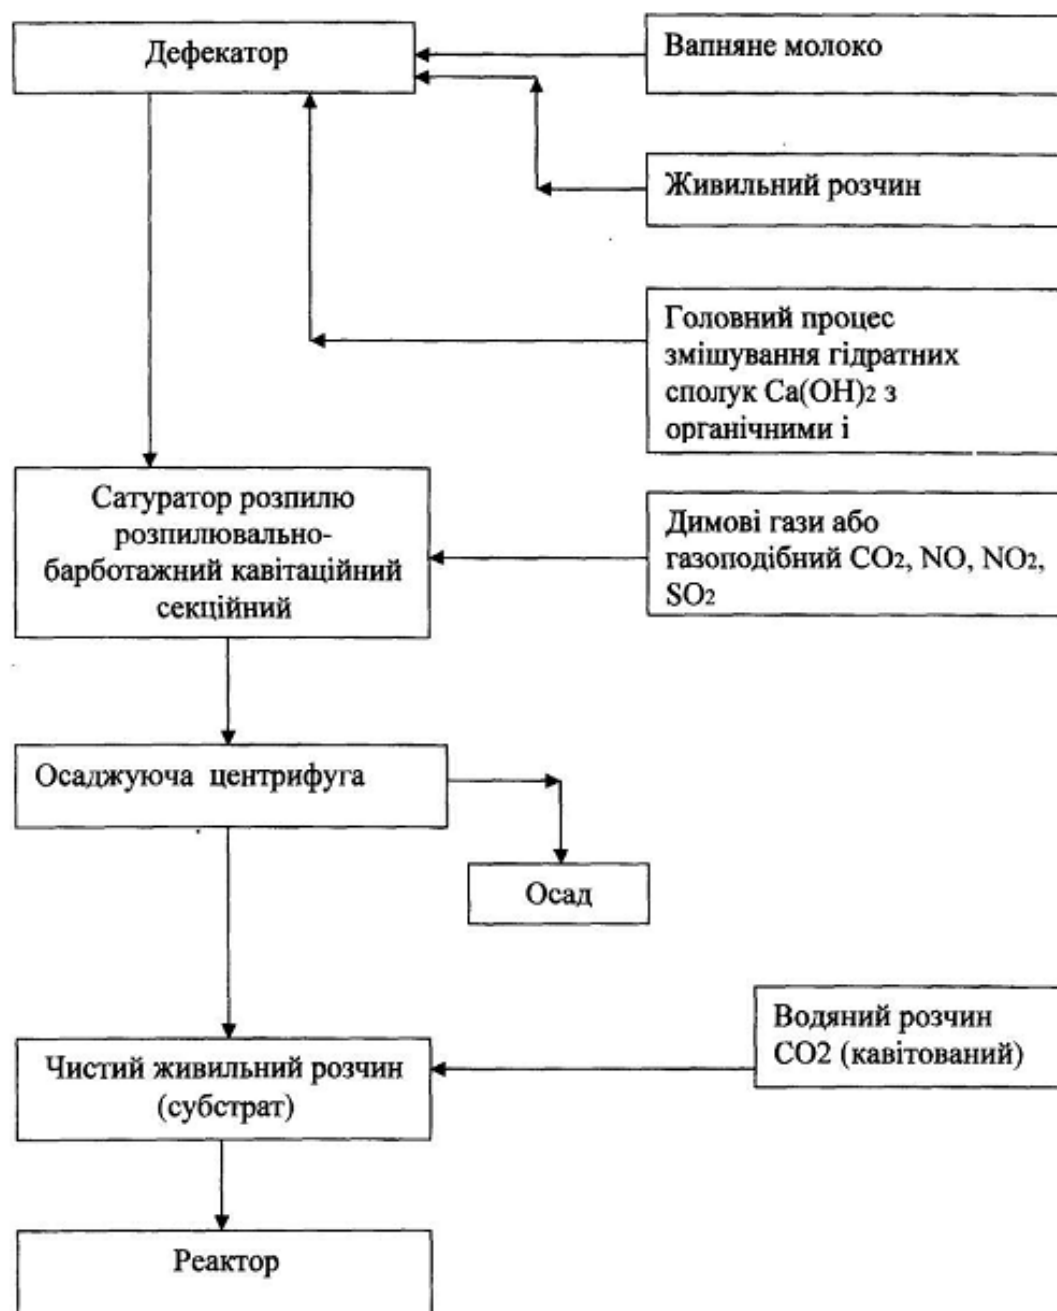 Дефекатор
Вапняне молоко
Живильний розчин
Головний процес
змішування гідратних
сполук Ca(OH)2 з
органічними і
Сатуратор розпилю
розпилювально-
барботажний кавітаційний
секційний
Димові гази або
газоподібний CO2, NO, NO2,
SO2
Осаджуюча центрифуга
Осад
Водяний розчин
CO2 (кавітований)
Чистий живильний розчин
(субстрат)
Реактор